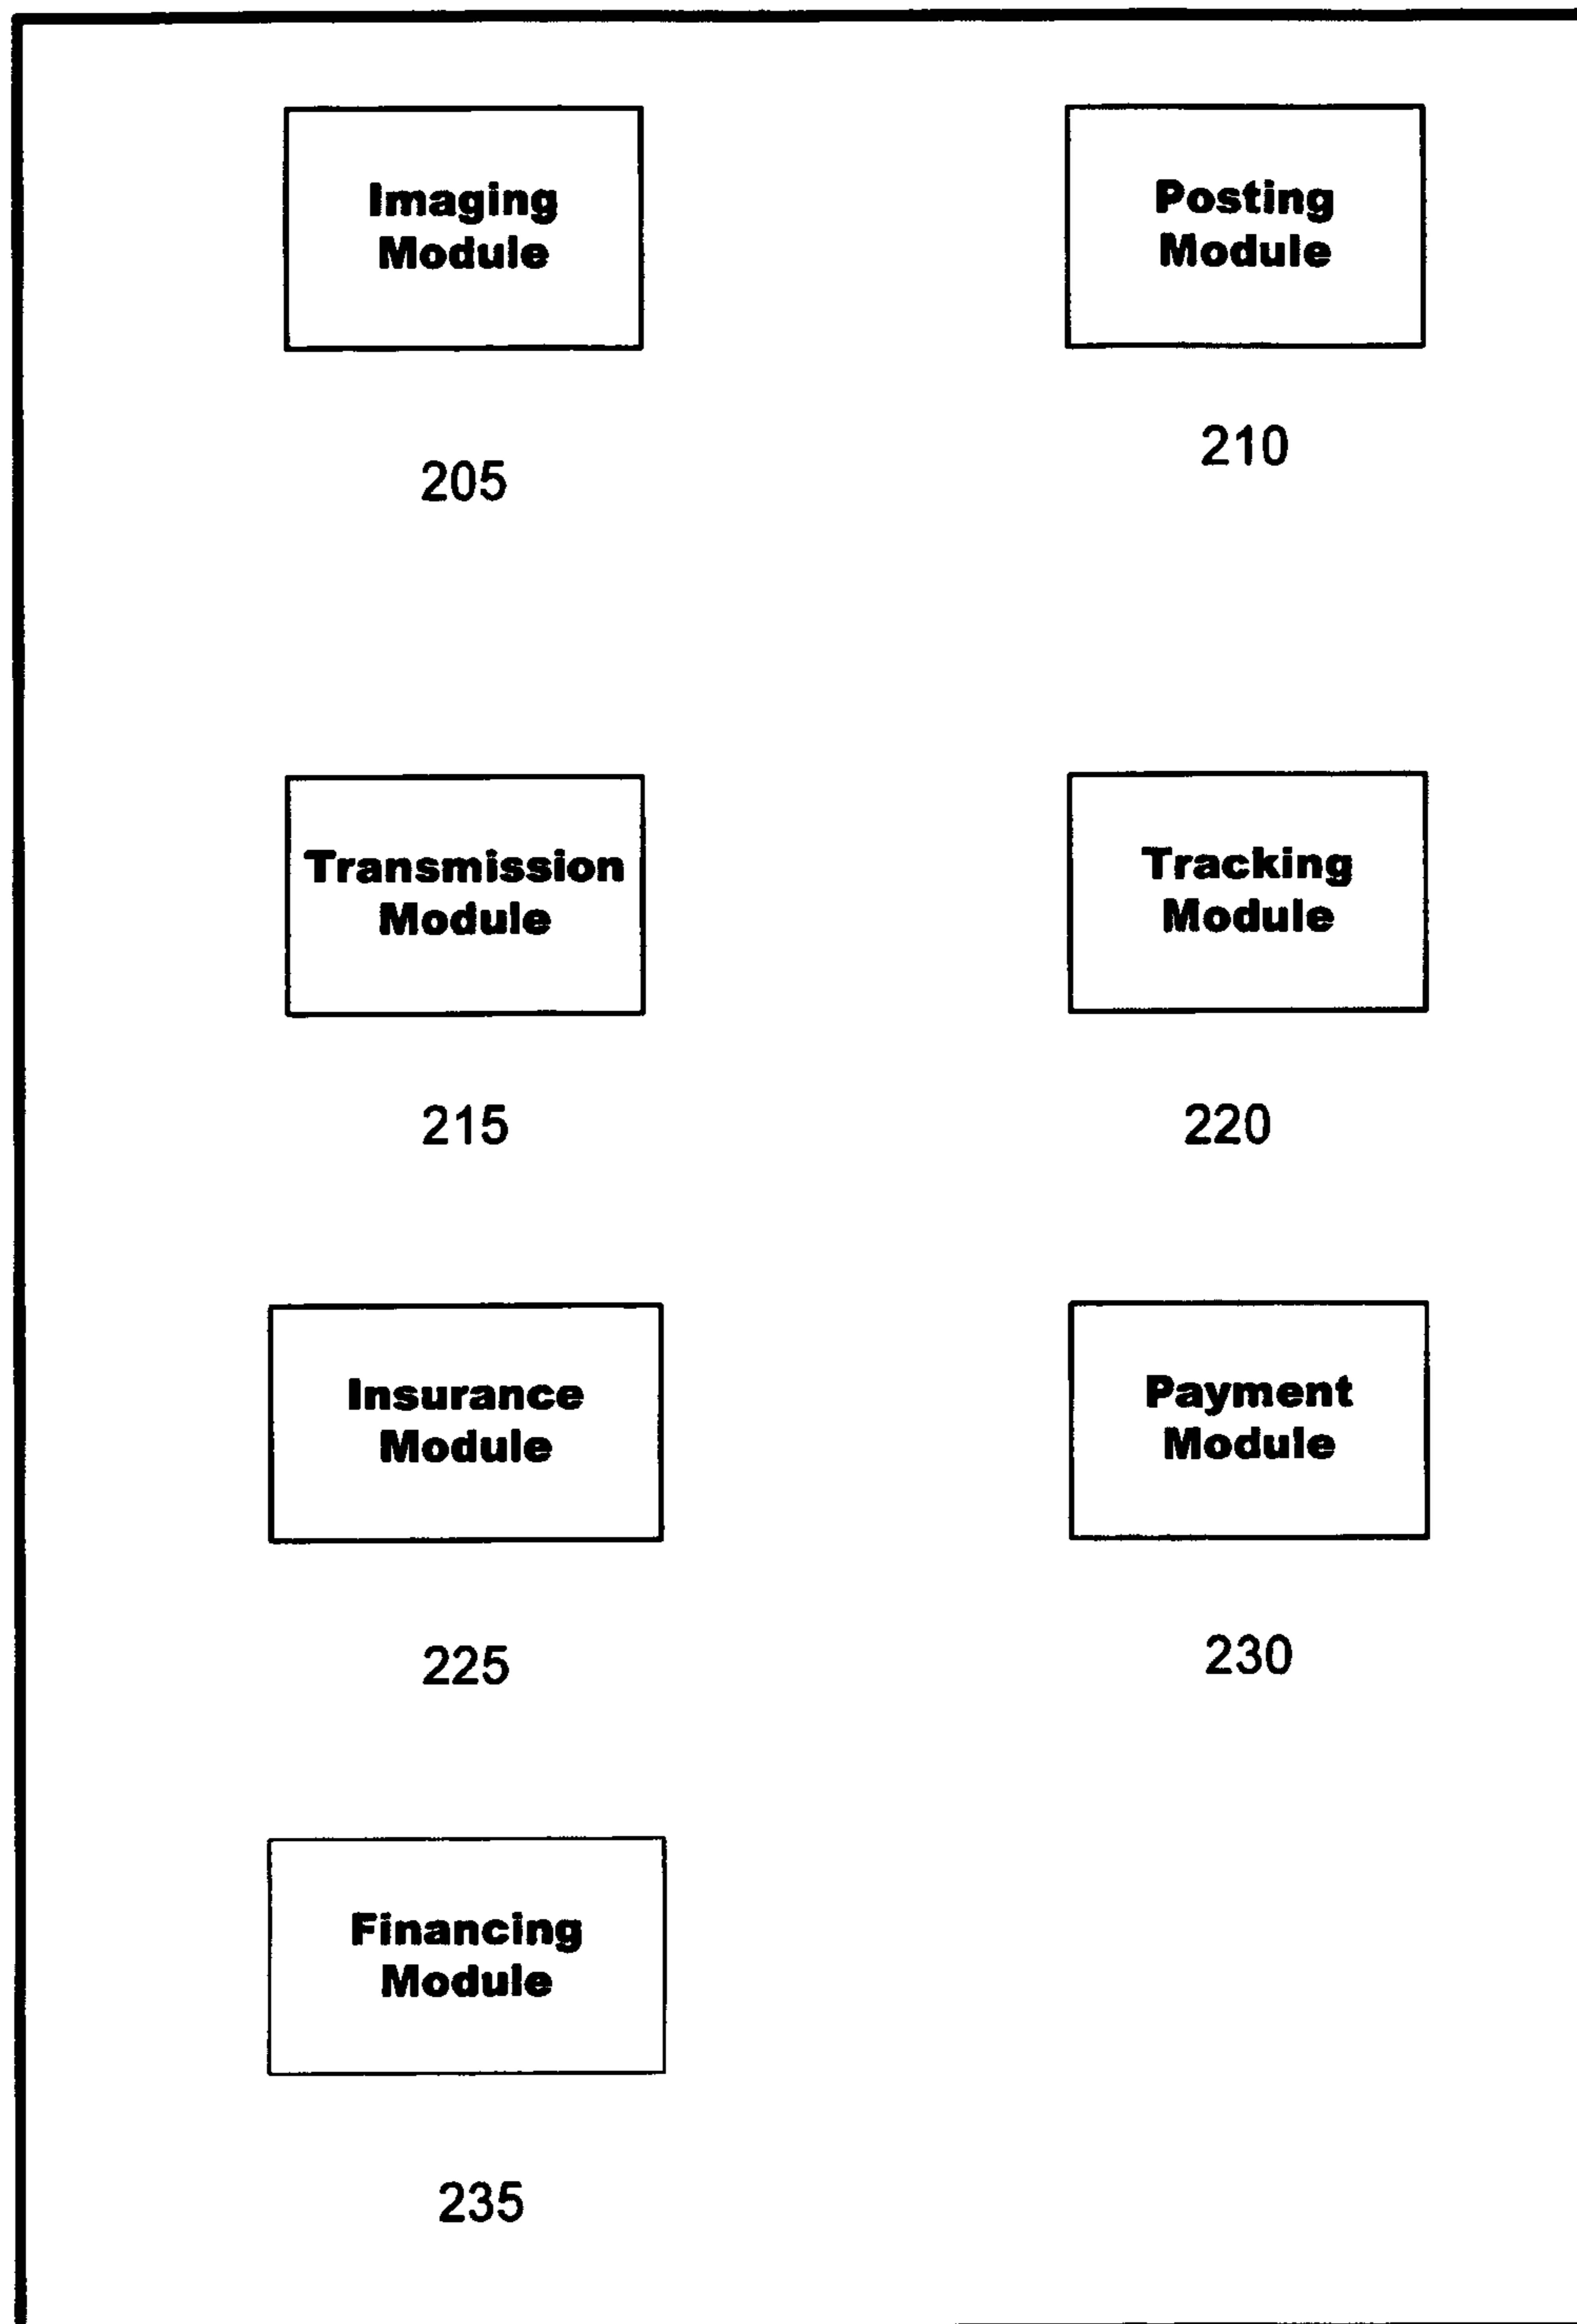 Imaging
Module
Posting
Module
205
210
Transmission
Module
Tracking
Module
215
220
Insurance
Module
Payment
Module
225
230
Financing
Module
235